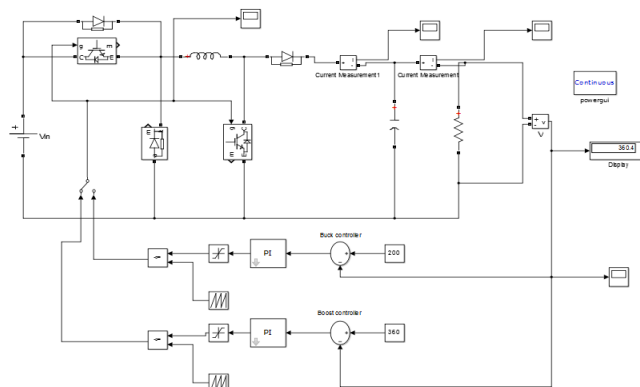 g m
C E
Current Measurement1
Current Measurement
Continuous
powergui
+
Vin
m
g C
m E
+
-
v
V
360.4
Display
Buck controller
<=
PI
200
Boost controller
<=
PI
360